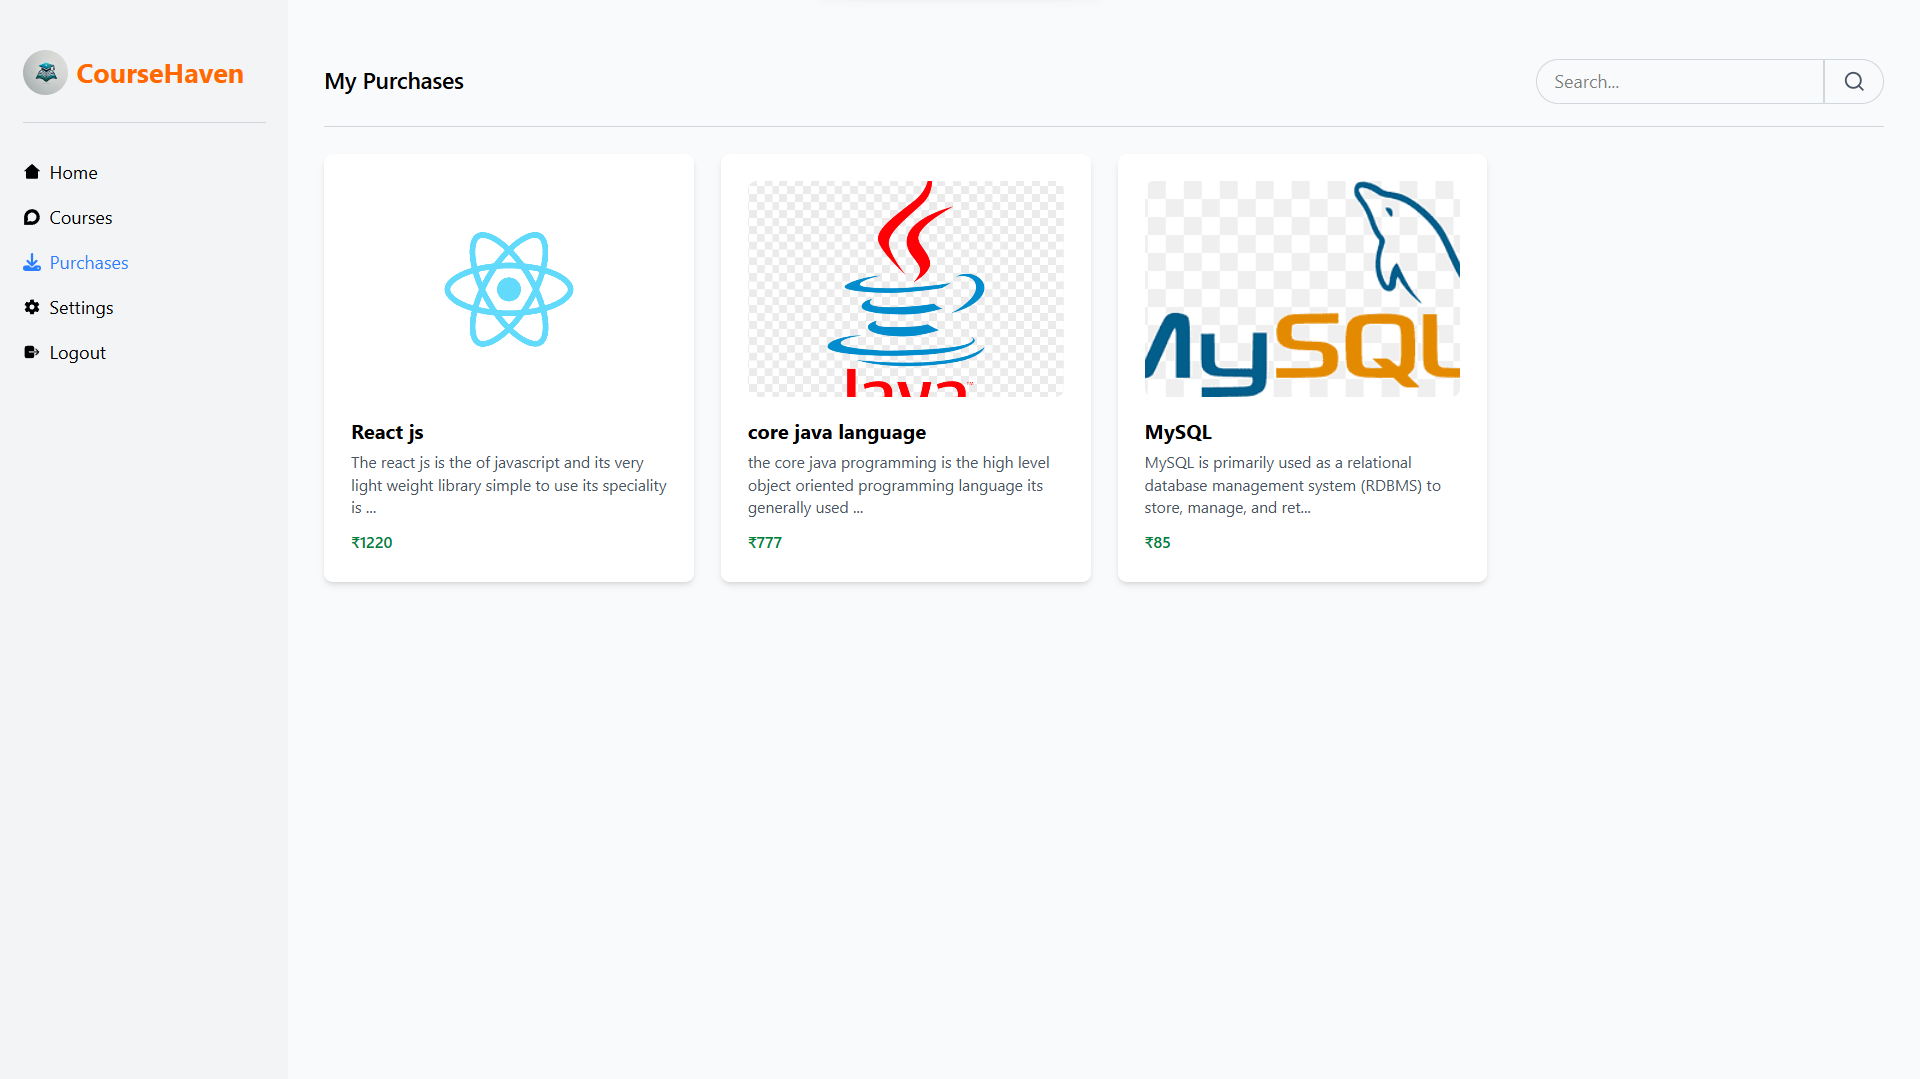 CourseHaven
Home
Courses
Purchases
Settings
Logout
My Purchases
Search...
Java™
React js
The react js is the of javascript and its very
light weight library simple to use its speciality
is ...
₹1220
core java language
the core java programming is the high level
object oriented programming language its
generally used ...
₹777
MySQL
MySQL
MySQL is primarily used as a relational
database management system (RDBMS) to
store, manage, and ret...
₹85